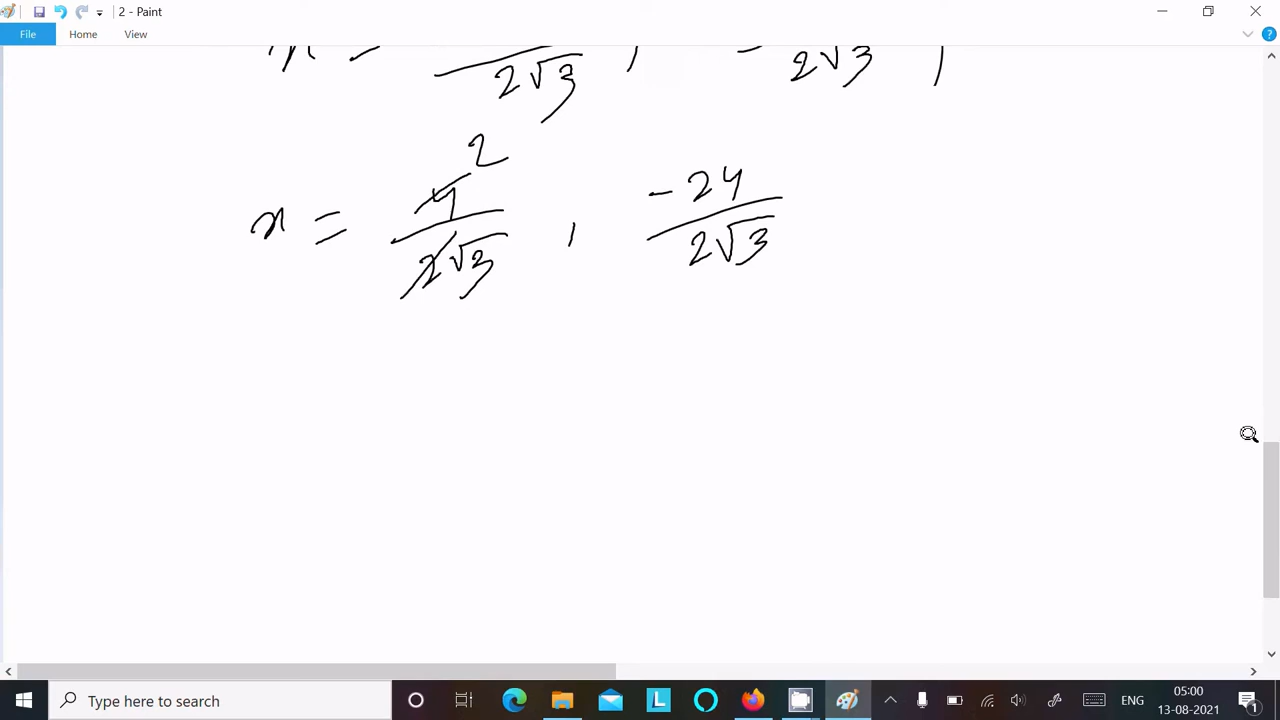 2 - Paint
File Home View
x = 2√3 , - 2√3 ,
2
x = 4/2√3 , -24/2√3
Type here to search
L
ENG
05:00
13-08-2021
1